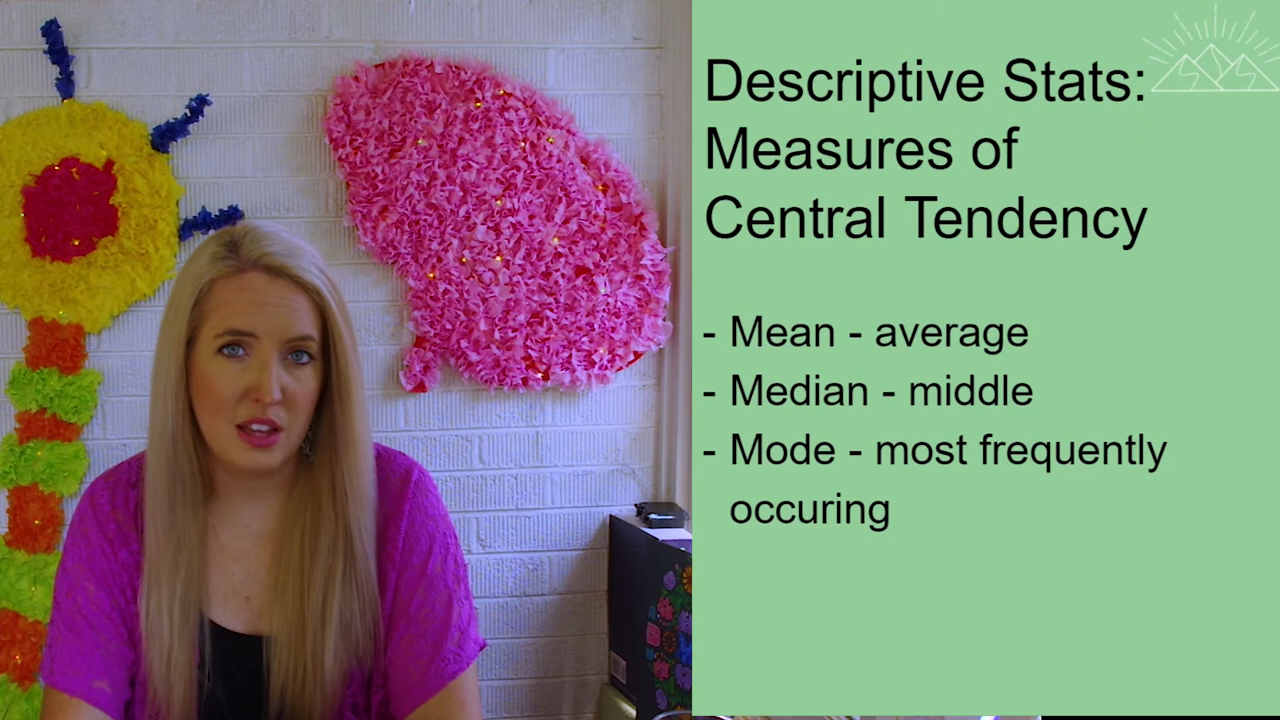 Descriptive Stats:
Measures of
Central Tendency
- Mean - average
- Median - middle
- Mode - most frequently
occuring